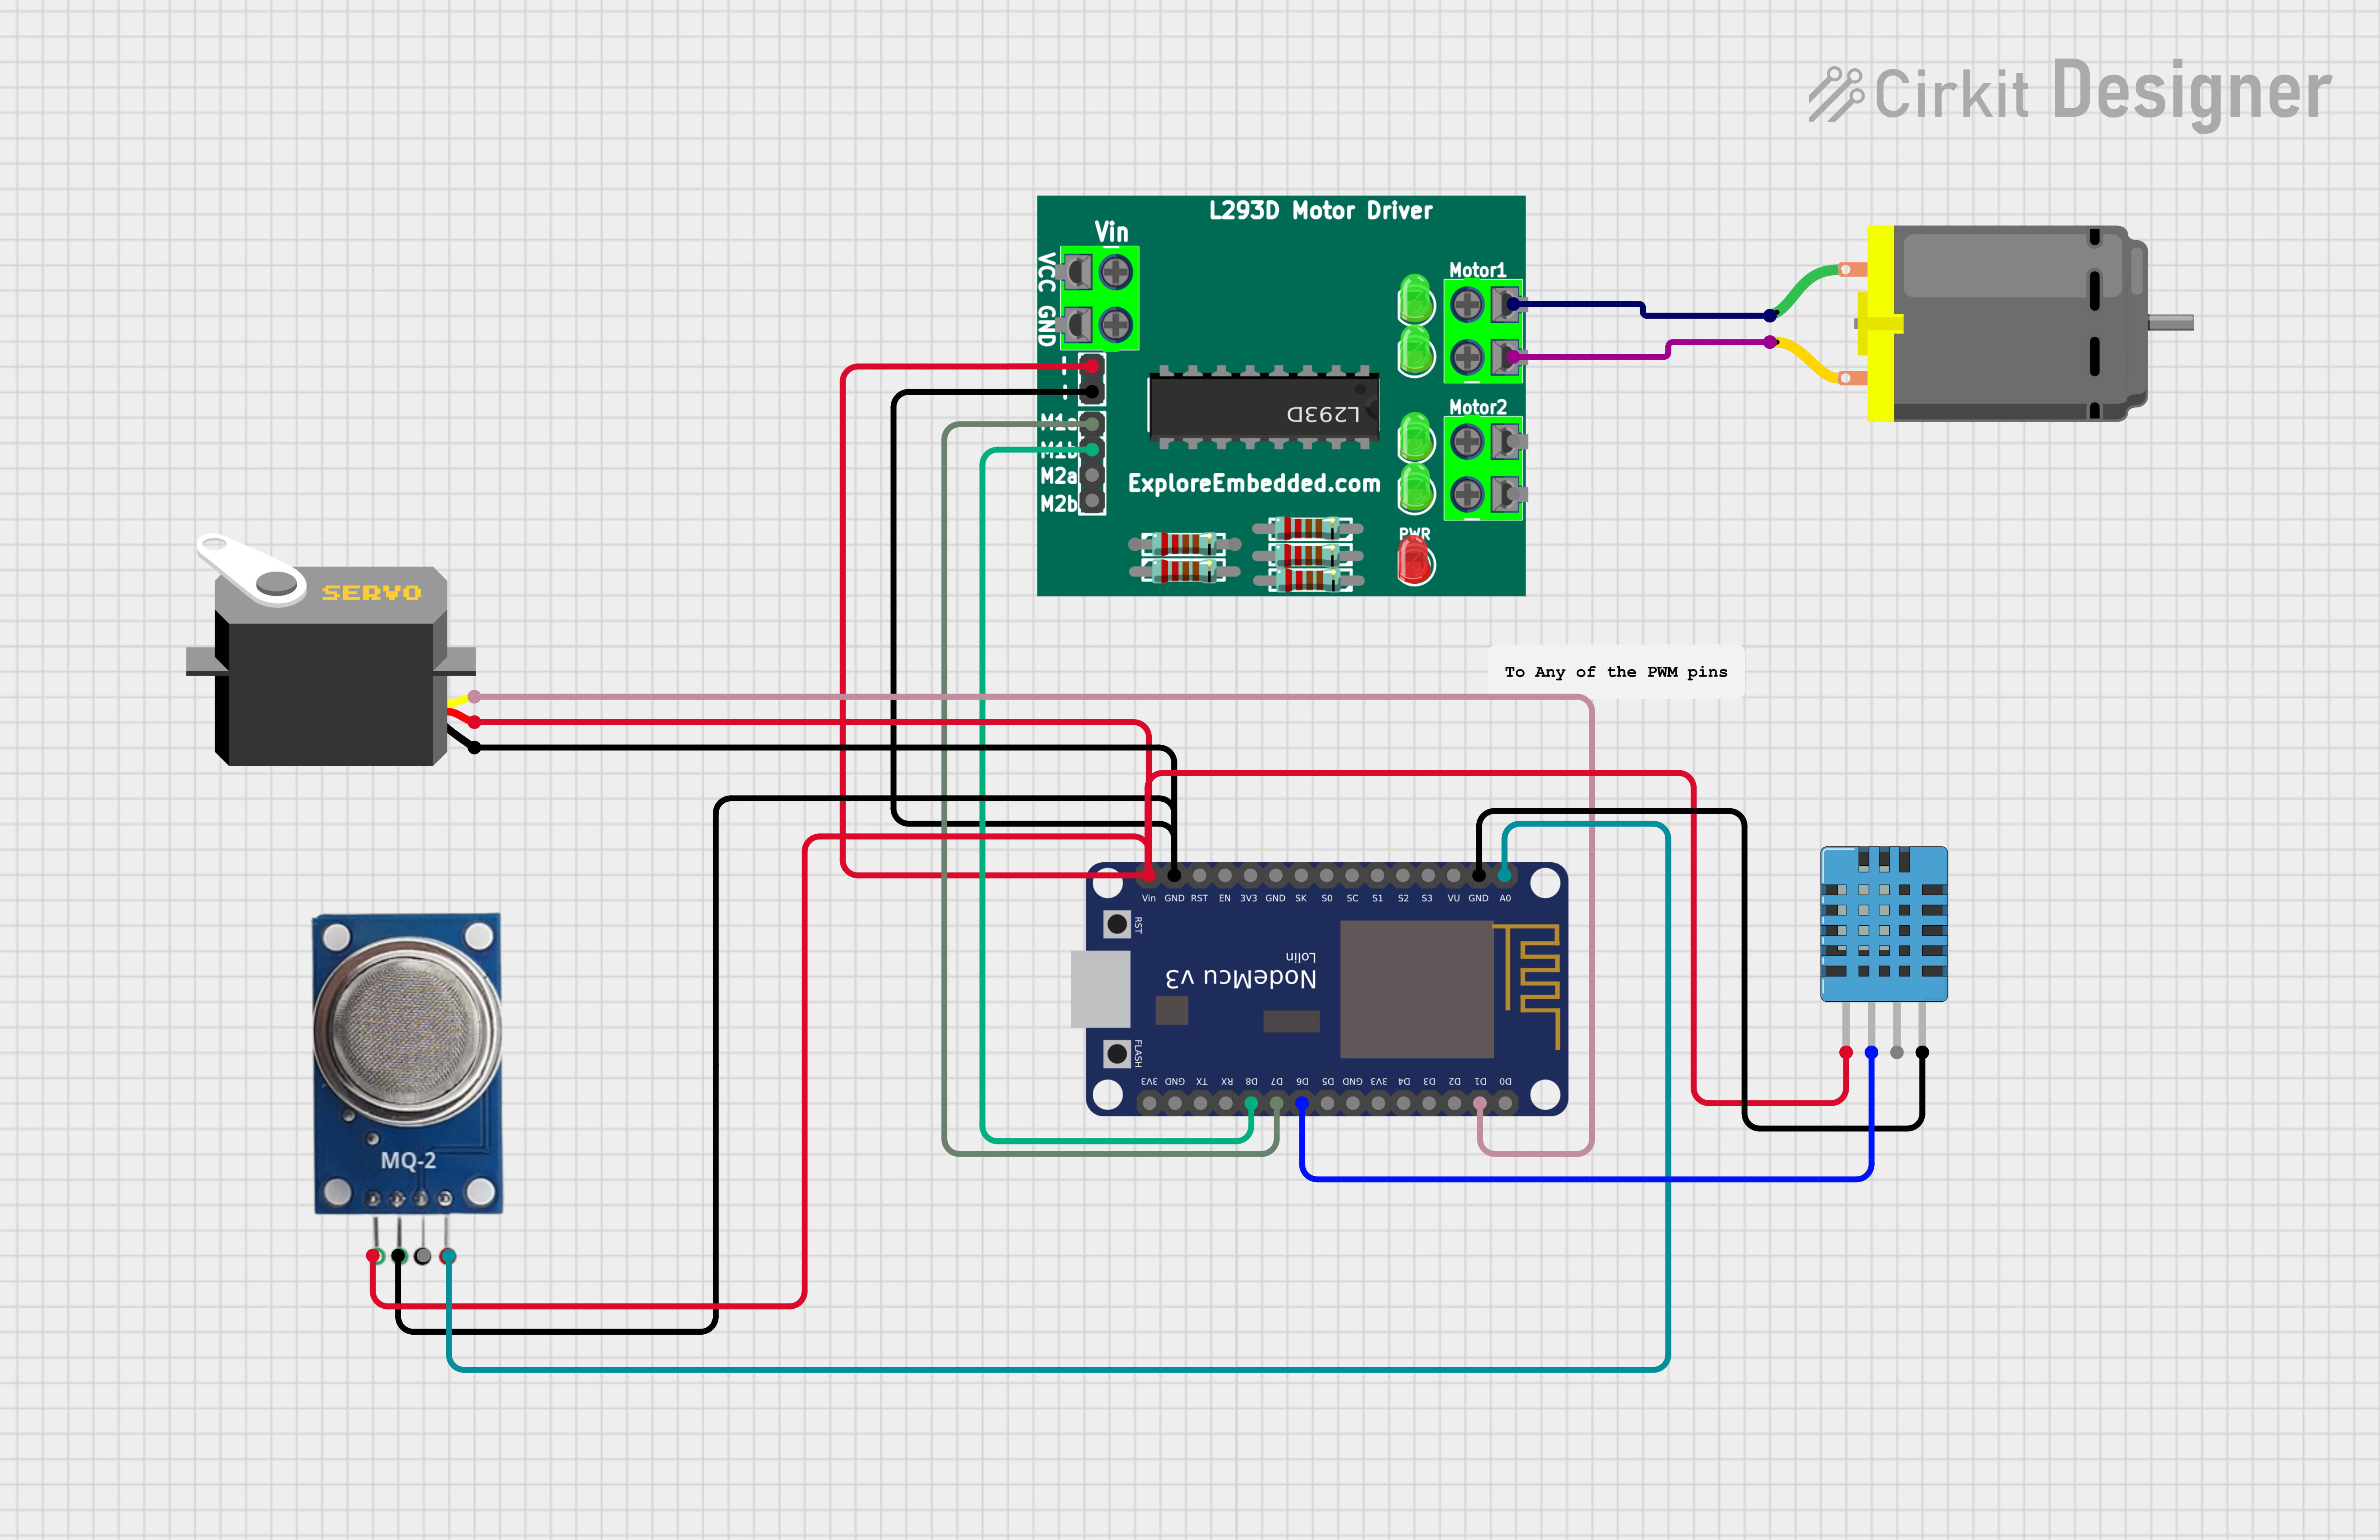 Cirkit Designer
L293D Motor Driver
Vin
VCC GND
Motor1
Motor2
M1a
M1b
M2a
M2b
L293D
ExploreEmbedded.com
PWR
SERVO
To Any of the PWM pins
Vin GND RST EN 3V3 GND SK S0 SC S1 S2 S3 VU GND A0
RST
Lolin
NodeMcu v3
FLASH
3V3 GND TX RX D8 D7 D6 D5 GND 3V3 D4 D3 D2 D1 D0
MQ-2